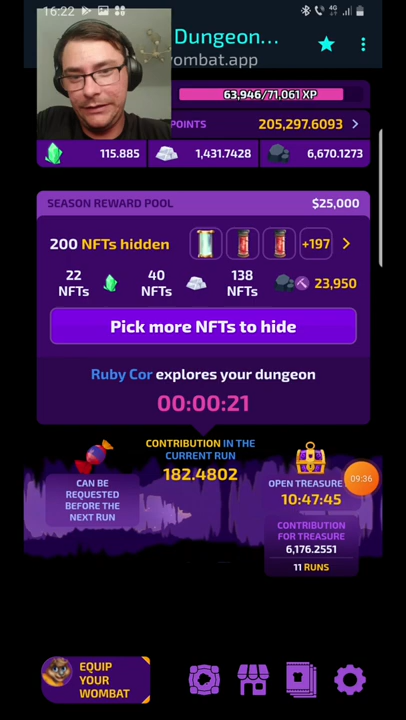 16:22
4G
Dungeon…
wombat.app
63,946/71,061 XP
POINTS
205,297.6093
115.885
1,431.7428
6,670.1273
SEASON REWARD POOL
$25,000
200 NFTs hidden
+197
22
NFTs
40
NFTs
138
NFTs
23,950
Pick more NFTs to hide
Ruby Cor explores your dungeon
00:00:21
CONTRIBUTION IN THE
CURRENT RUN
182.4802
CAN BE
REQUESTED
BEFORE THE
NEXT RUN
OPEN TREASURE
10:47:45
09:36
CONTRIBUTION
FOR TREASURE
6,176.2551
11 RUNS
EQUIP
YOUR
WOMBAT